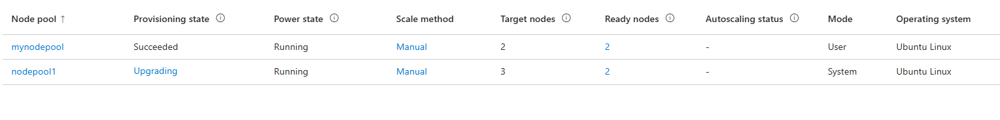 Node pool ↑ Provisioning state Power state Scale method Target nodes Ready nodes Autoscaling status Mode Operating system
mynodepool Succeeded Running Manual 2 2 - User Ubuntu Linux
nodepool1 Upgrading Running Manual 3 2 - System Ubuntu Linux